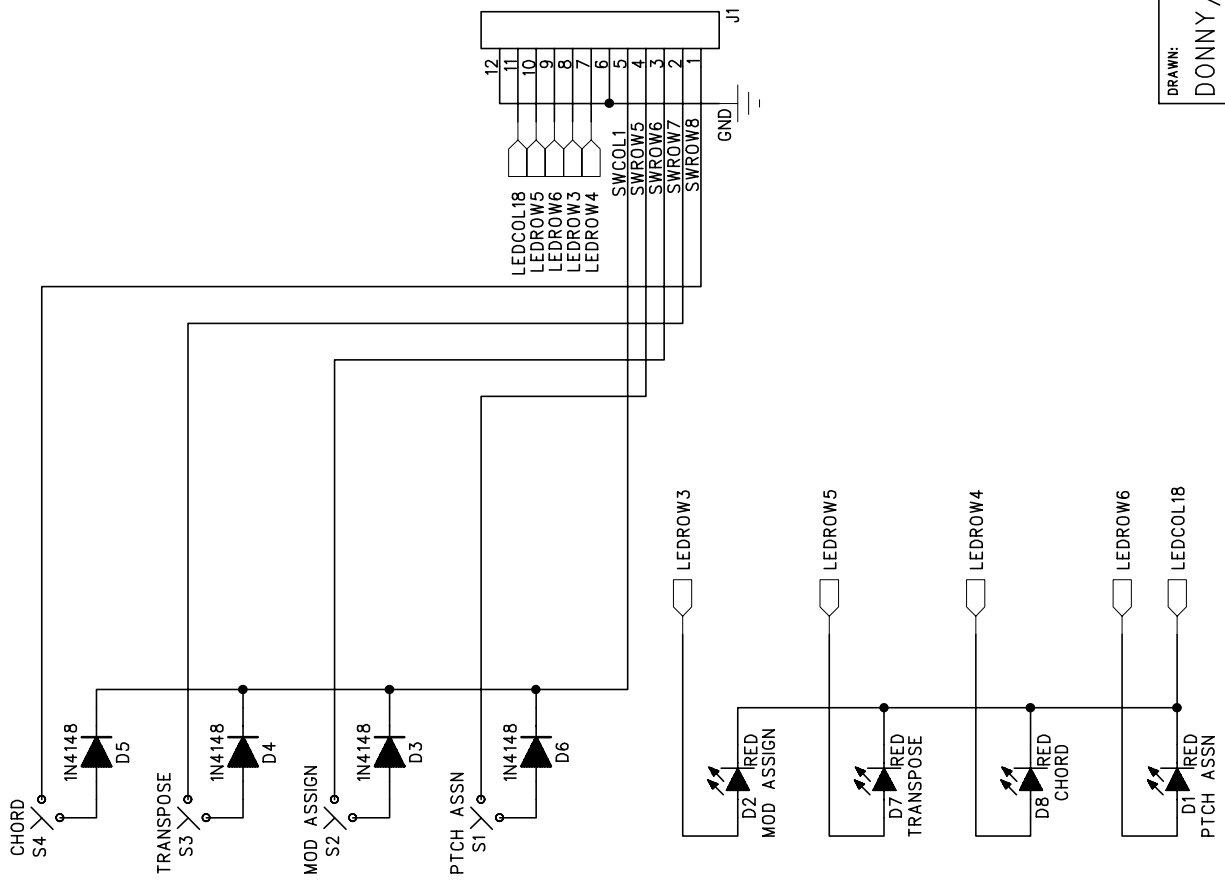 J1
12
11
10
9
8
7
6
5
4
3
2
1
GND
LEDCOL18
LEDROW5
LEDROW6
LEDROW3
LEDROW4
SWCOL1
SWROW5
SWROW6
SWROW7
SWROW8
DRAWN:
DONNY/
CHORD
S4
1N4148
D5
TRANSPOSE
S3
1N4148
D4
MOD ASSIGN
S2
1N4148
D3
PTCH ASSN
S1
1N4148
D6
LEDROW3
D2
RED
MOD ASSIGN
LEDROW5
D7
RED
TRANSPOSE
LEDROW4
D8
RED
CHORD
LEDROW6
LEDCOL18
D1
RED
PTCH ASSN